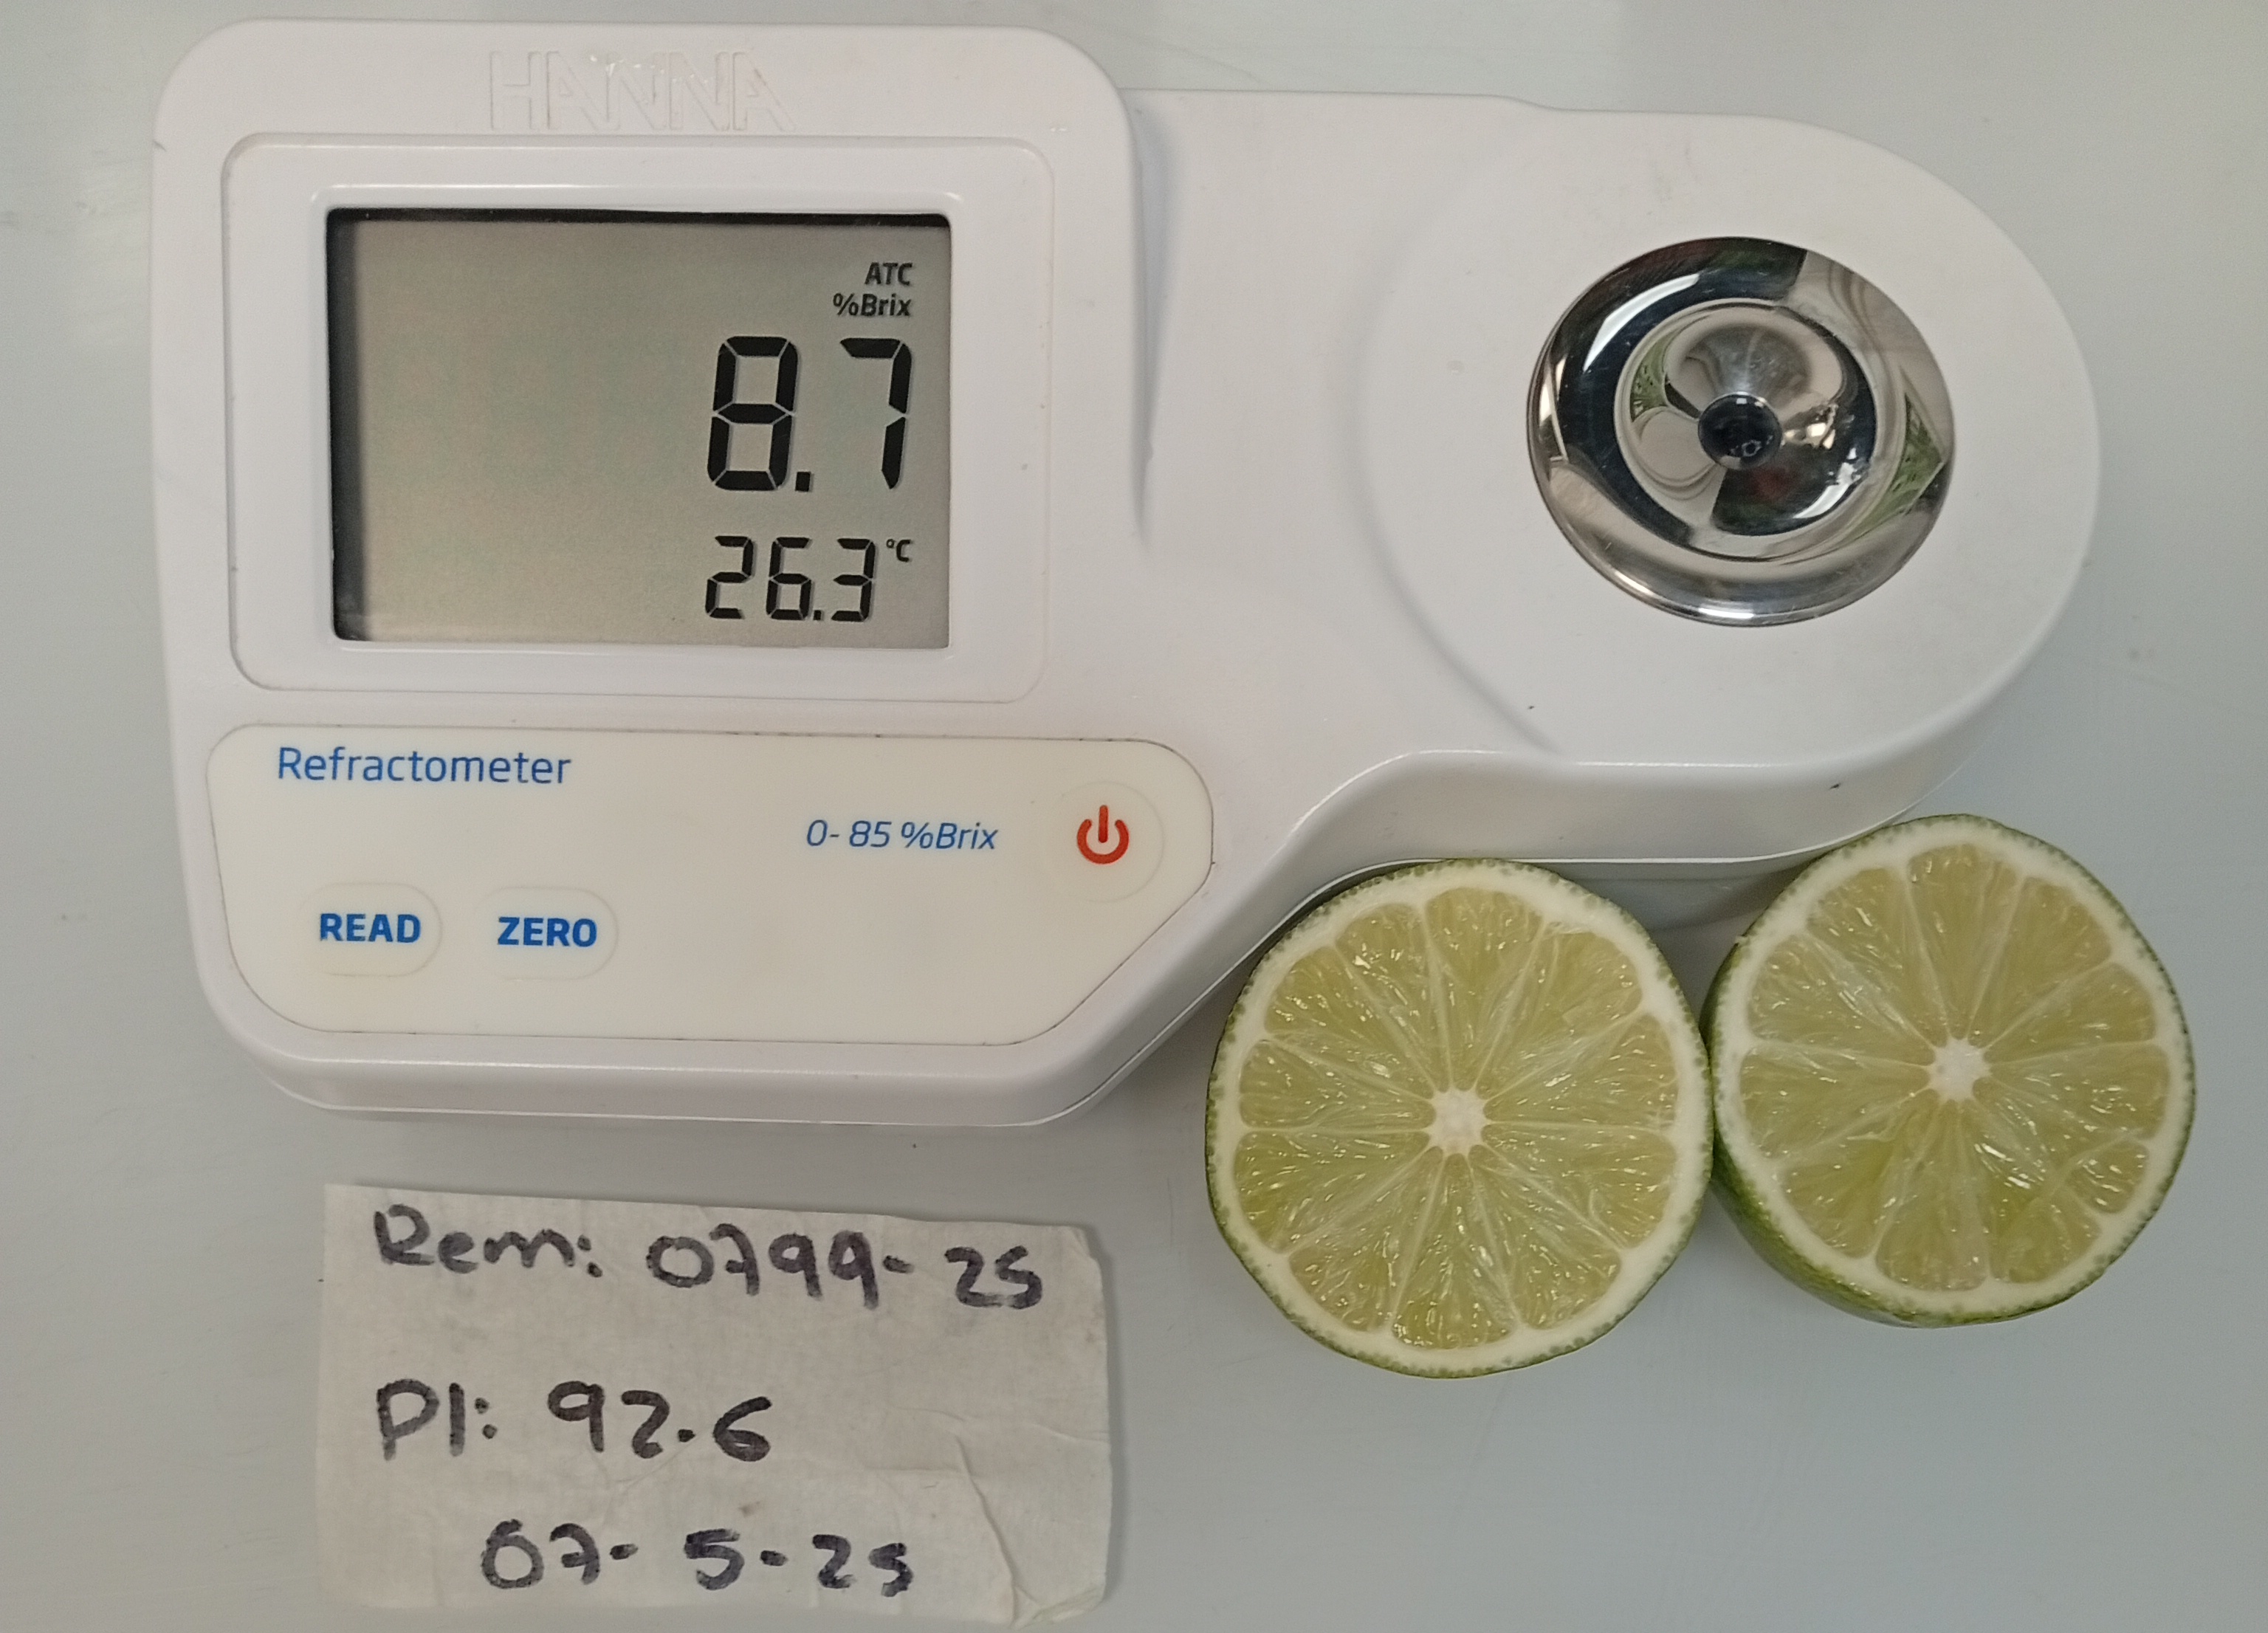 HANNA
ATC
%Brix
8.7
26.3°C
Refractometer
0-85 %Brix
READ ZERO
Rem: 0799-25
PI: 92.6
07-5-25